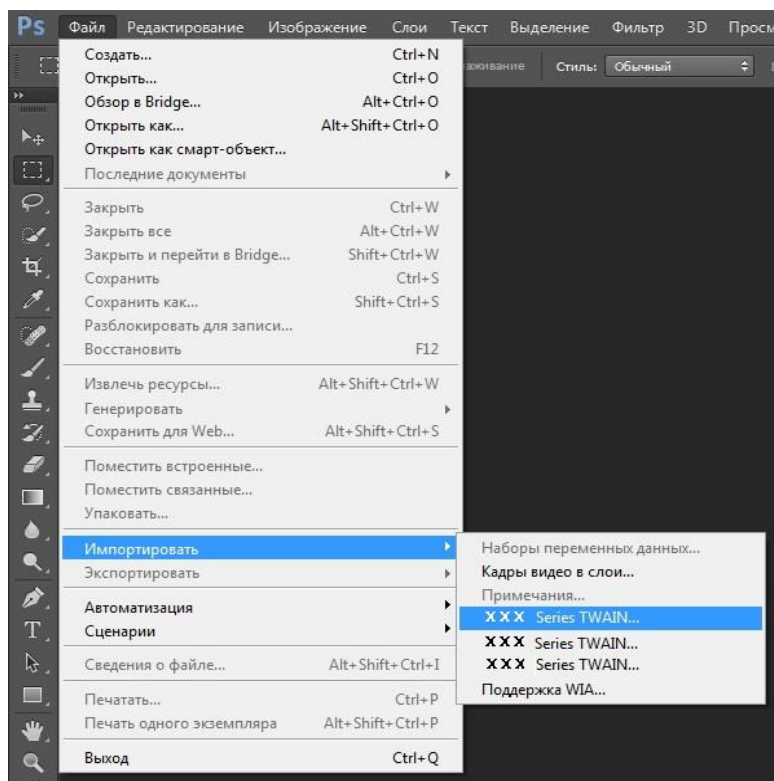 Ps Файл Редактирование Изображение Слои Текст Выделение Фильтр 3D Просм
Стиль: Обычный
Создать... Ctrl+N
Открыть... Ctrl+O
Обзор в Bridge... Alt+Ctrl+O
Открыть как... Alt+Shift+Ctrl+O
Открыть как смарт-объект...
Последние документы
Закрыть Ctrl+W
Закрыть все Alt+Ctrl+W
Закрыть и перейти в Bridge... Shift+Ctrl+W
Сохранить Ctrl+S
Сохранить как... Shift+Ctrl+S
Разблокировать для записи...
Восстановить F12
Извлечь ресурсы... Alt+Shift+Ctrl+W
Генерировать
Сохранить для Web... Alt+Shift+Ctrl+S
Поместить встроенные...
Поместить связанные...
Упаковать...
Импортировать
Экспортировать
Автоматизация
Сценарии
Сведения о файле... Alt+Shift+Ctrl+I
Печатать... Ctrl+P
Печать одного экземпляра Alt+Shift+Ctrl+P
Выход Ctrl+Q
Наборы переменных данных...
Кадры видео в слои...
Примечания...
XXX Series TWAIN...
XXX Series TWAIN...
XXX Series TWAIN...
Поддержка WIA...